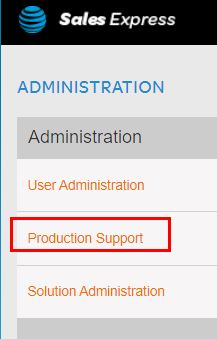 Sales Express
ADMINISTRATION
Administration
User Administration
Production Support
Solution Administration